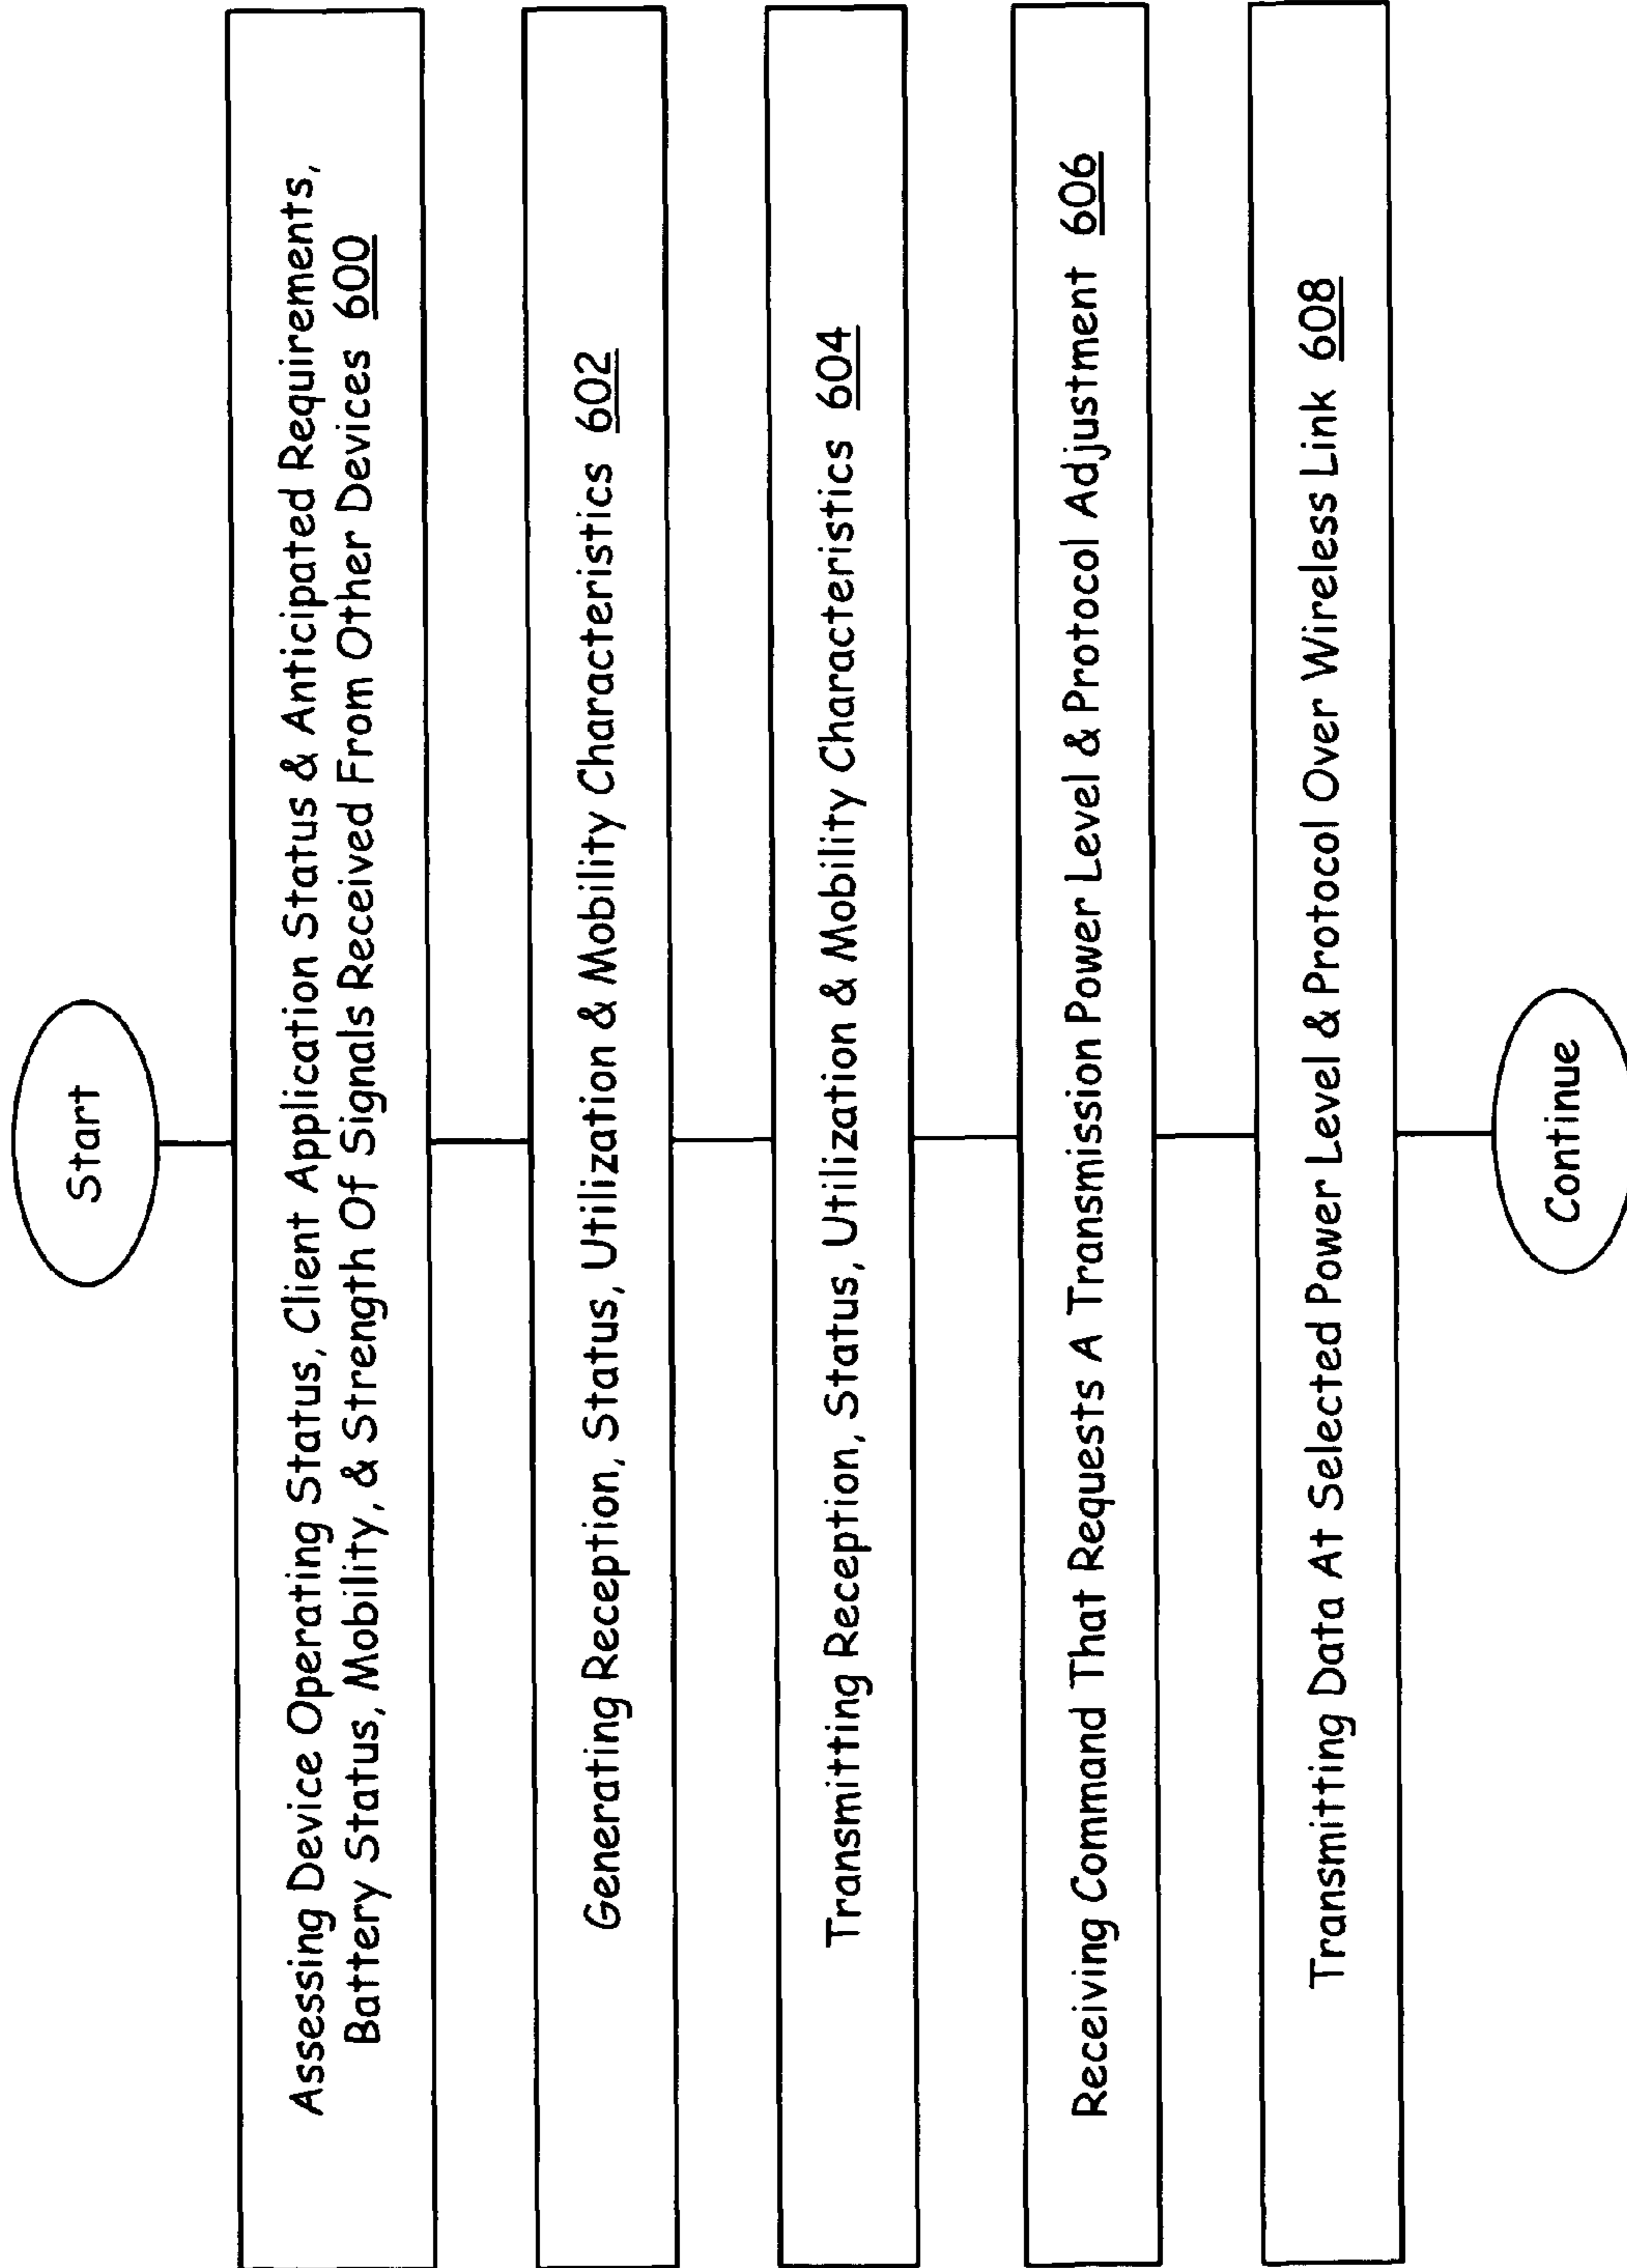 Start
Assessing Device Operating Status, Client Application Status & Anticipated Requirements,
Battery Status, Mobility, & Strength Of Signals Received From Other Devices 600
Generating Reception, Status, Utilization & Mobility Characteristics 602
Transmitting Reception, Status, Utilization & Mobility Characteristics 604
Receiving Command That Requests A Transmission Power Level & Protocol Adjustment 606
Transmitting Data At Selected Power Level & Protocol Over Wireless Link 608
Continue